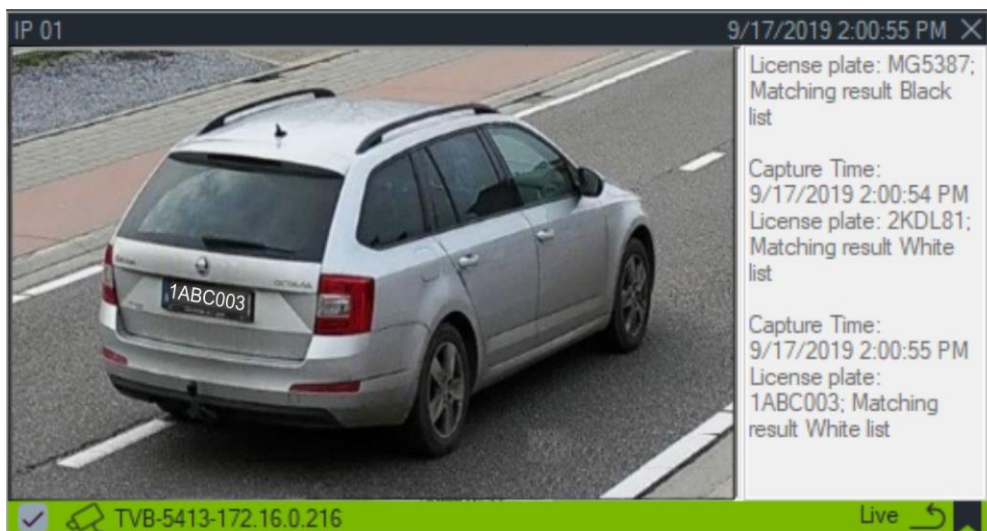 IP 01
9/17/2019 2:00:55 PM
License plate: MG5387;
Matching result Black
list
Capture Time:
9/17/2019 2:00:54 PM
License plate: 2KDL81;
Matching result White
list
Capture Time:
9/17/2019 2:00:55 PM
License plate:
1ABC003; Matching
result White list
OCTAVIA
1ABC003
TVB-5413-172.16.0.216
Live